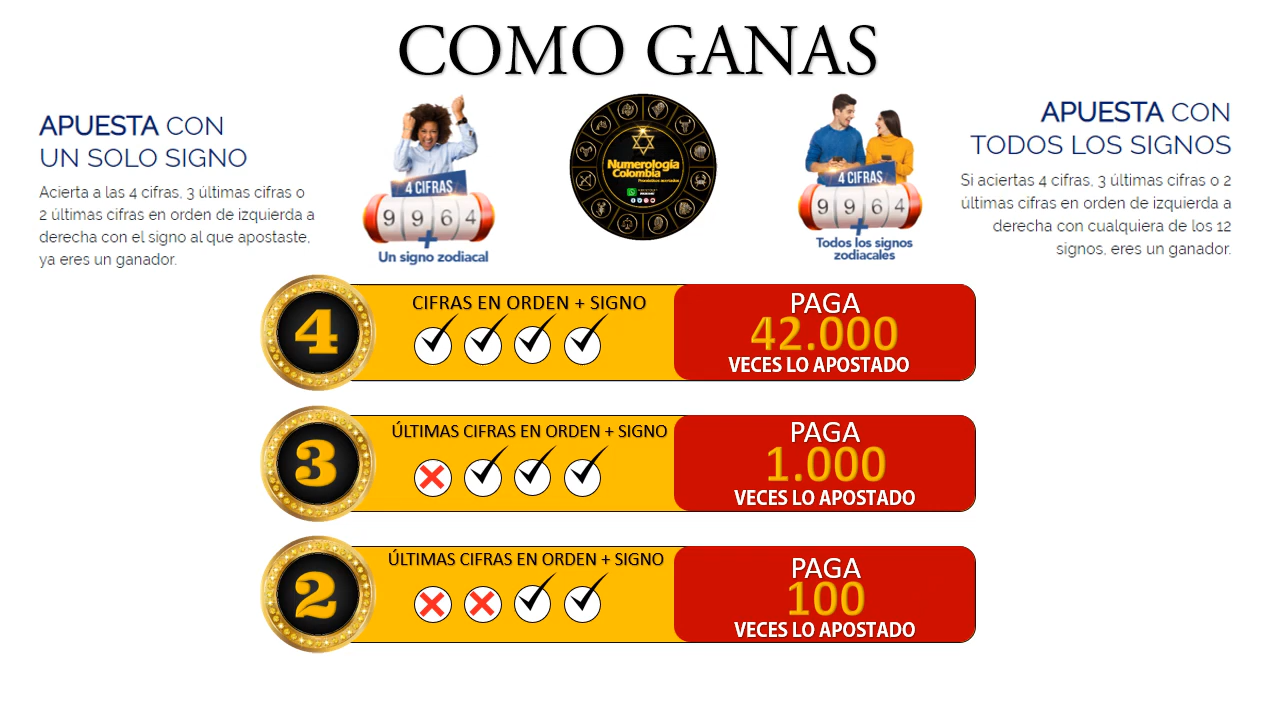 COMO GANAS
APUESTA CON
UN SOLO SIGNO
Acierta a las 4 cifras, 3 últimas cifras o
2 últimas cifras en orden de izquierda a
derecha con el signo al que apostaste,
ya eres un ganador.
4 CIFRAS
9 9 6 4
+
Un signo zodiacal
Numerología
Colombia
4 CIFRAS
9 9 6 4
+
Todos los signos
zodiacales
APUESTA CON
TODOS LOS SIGNOS
Si aciertas 4 cifras, 3 últimas cifras o 2
últimas cifras en orden de izquierda a
derecha con cualquiera de los 12
signos, eres un ganador.
4
CIFRAS EN ORDEN + SIGNO
PAGA
42.000
VECES LO APOSTADO
3
ÚLTIMAS CIFRAS EN ORDEN + SIGNO
PAGA
1.000
VECES LO APOSTADO
2
ÚLTIMAS CIFRAS EN ORDEN + SIGNO
PAGA
100
VECES LO APOSTADO